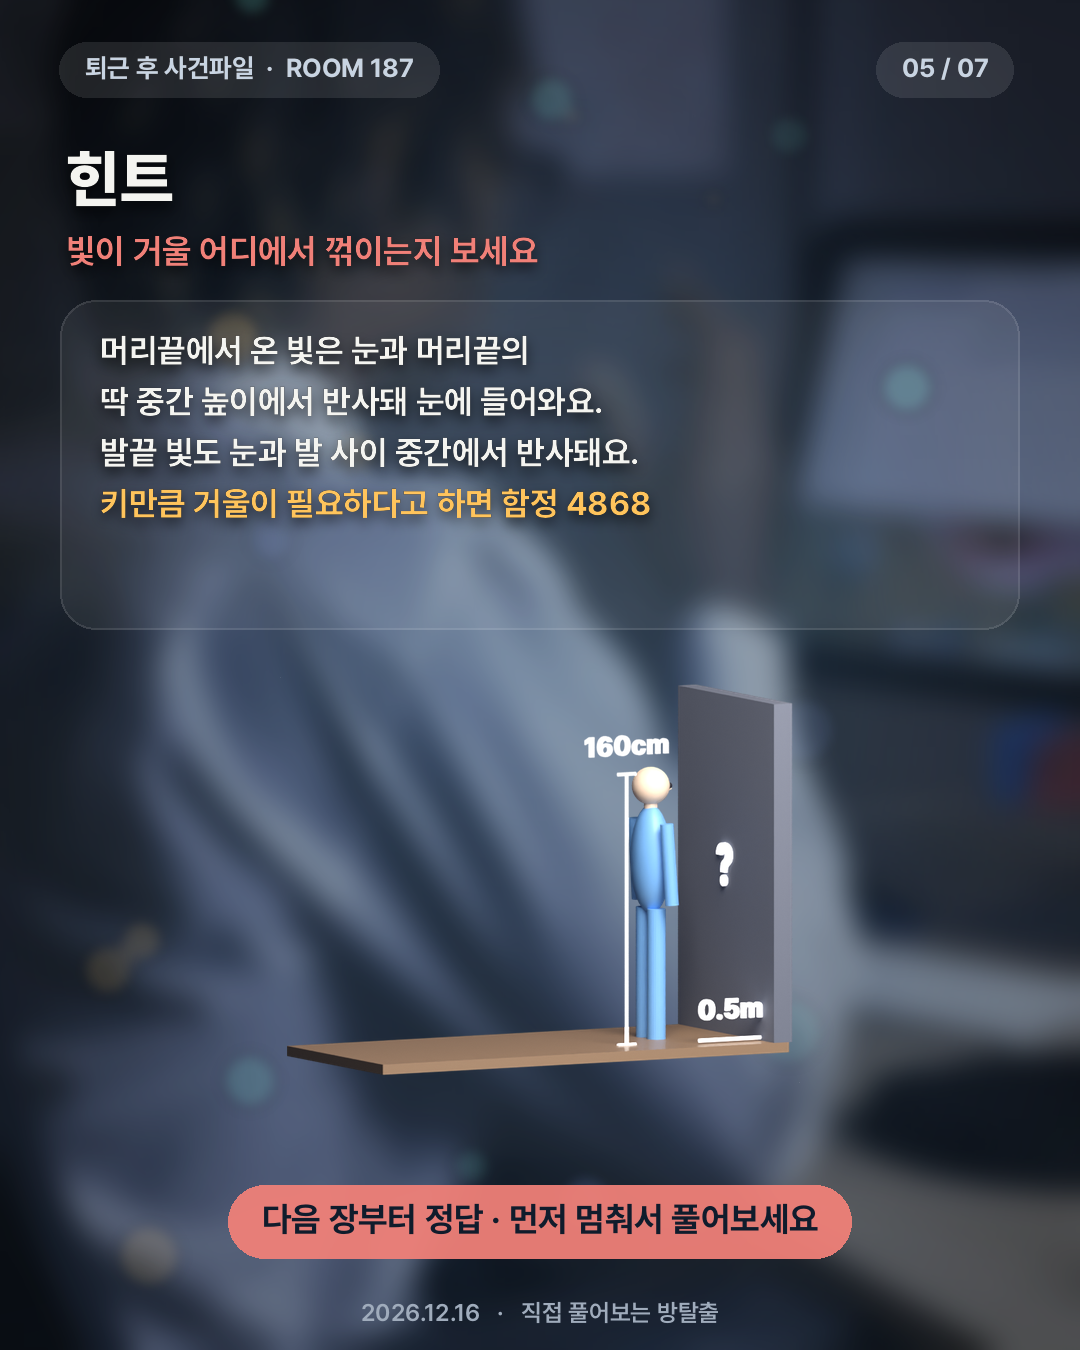 퇴근 후 사건파일 · ROOM 187
05 / 07
힌트
빛이 거울 어디에서 꺾이는지 보세요
머리끝에서 온 빛은 눈과 머리끝의
딱 중간 높이에서 반사돼 눈에 들어와요.
발끝 빛도 눈과 발 사이 중간에서 반사돼요.
키만큼 거울이 필요하다고 하면 함정 4868
160cm
?
0.5m
다음 장부터 정답 · 먼저 멈춰서 풀어보세요
2026.12.16 · 직접 풀어보는 방탈출